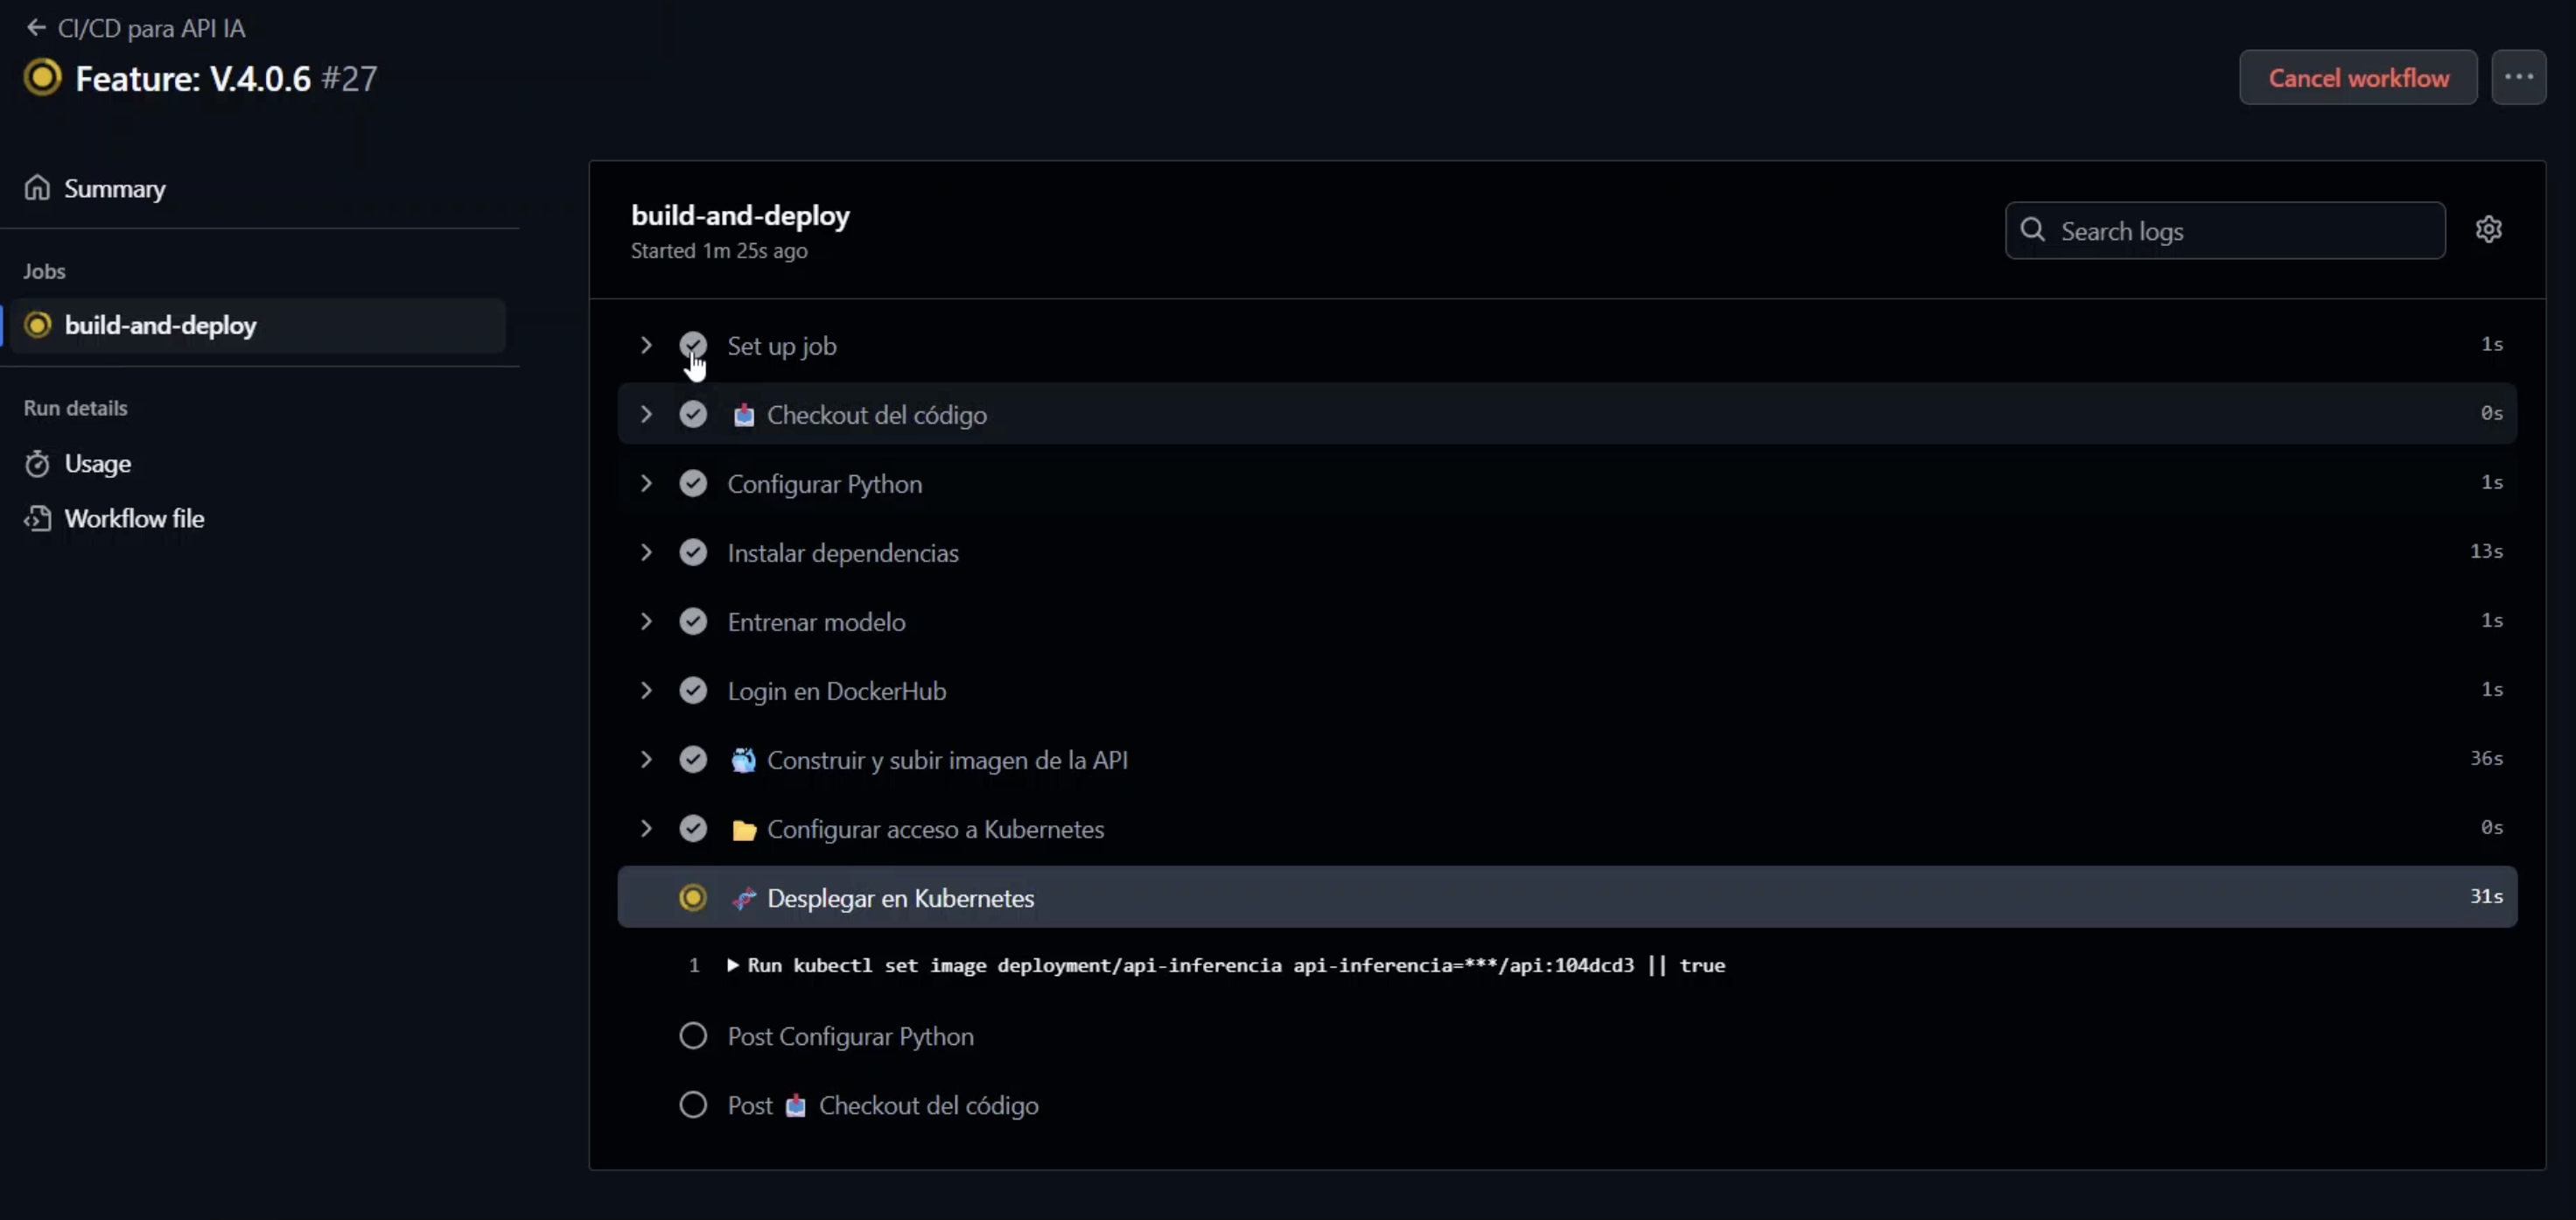 CI/CD para API IA
Feature: V.4.0.6 #27
Cancel workflow
Summary
Jobs
build-and-deploy
Run details
Usage
Workflow file
build-and-deploy
Started 1m 25s ago
Search logs
Set up job 1s
Checkout del código 0s
Configurar Python 1s
Instalar dependencias 13s
Entrenar modelo 1s
Login en DockerHub 1s
Construir y subir imagen de la API 36s
Configurar acceso a Kubernetes 0s
Desplegar en Kubernetes 31s
1 Run kubectl set image deployment/api-inferencia api-inferencia=***/api:104dcd3 || true
Post Configurar Python
Post Checkout del código